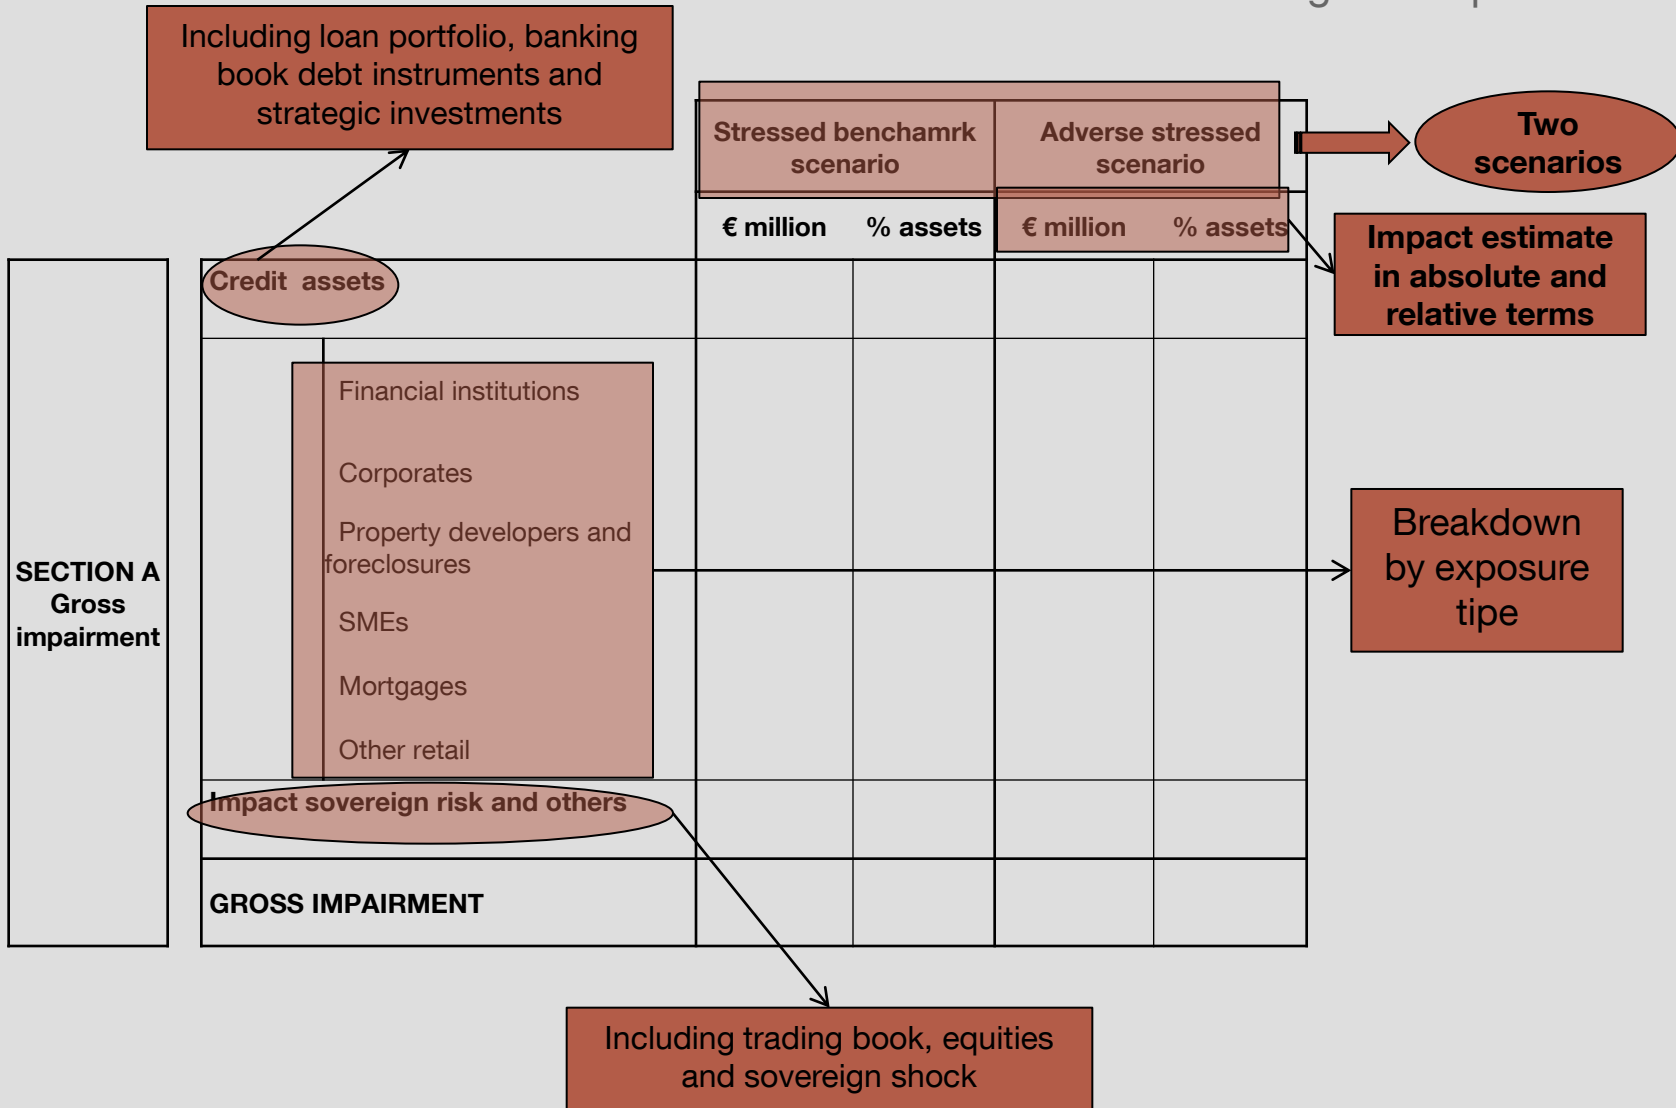 Including loan portfolio, banking
book debt instruments and
strategic investments
Stressed benchamrk
scenario
Adverse stressed
scenario
Two
scenarios
€ million % assets € million % assets
Impact estimate
in absolute and
relative terms
Credit assets
Financial institutions
Corporates
Property developers and
foreclosures
SMEs
Mortgages
Other retail
SECTION A
Gross
impairment
Breakdown
by exposure
tipe
Impact sovereign risk and others
GROSS IMPAIRMENT
Including trading book, equities
and sovereign shock